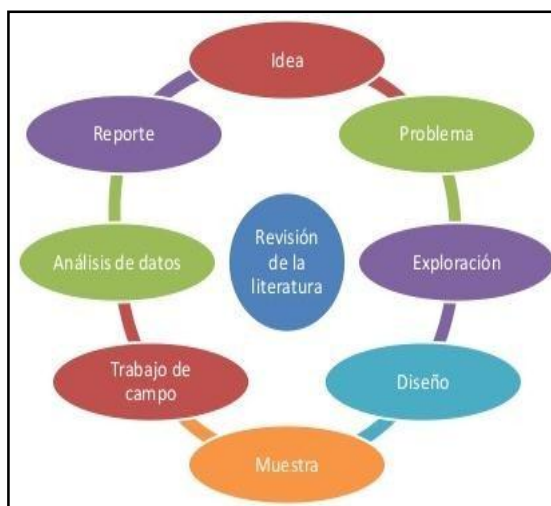 Idea
Problema
Exploración
Diseño
Muestra
Trabajo de
campo
Análisis de datos
Reporte
Revisión
de la
literatura